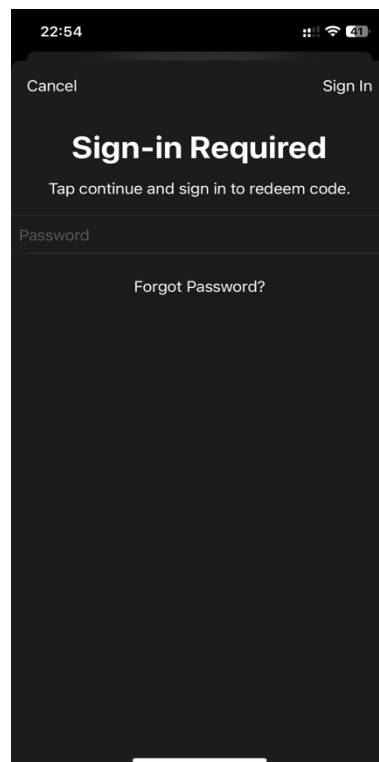 22:54 41
Cancel Sign In
Sign-in Required
Tap continue and sign in to redeem code.
Password
Forgot Password?